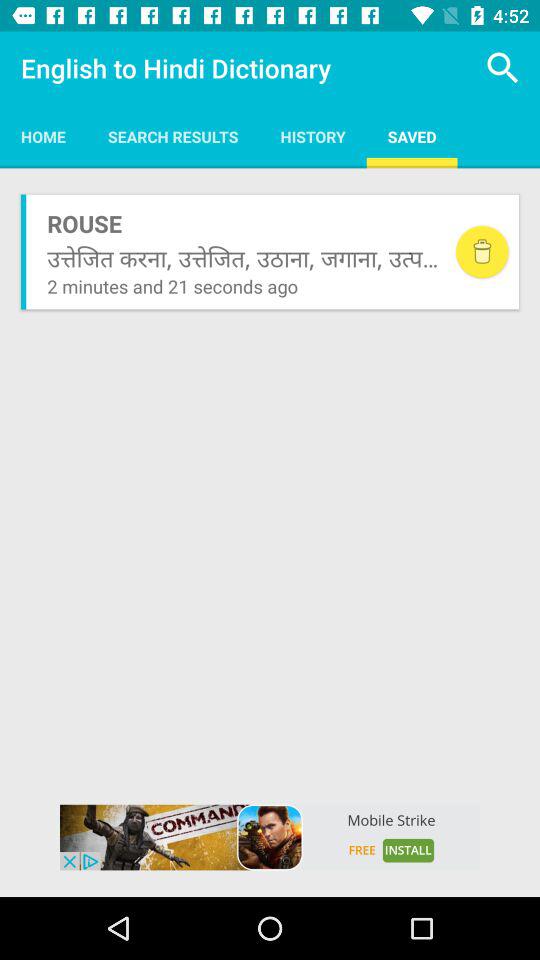 4:52
English to Hindi Dictionary
HOME SEARCH RESULTS HISTORY SAVED
ROUSE
उत्तेजित करना, उत्तेजित, उठाना, जगाना, उत्प...
2 minutes and 21 seconds ago
COMMAND
Mobile Strike
FREE INSTALL